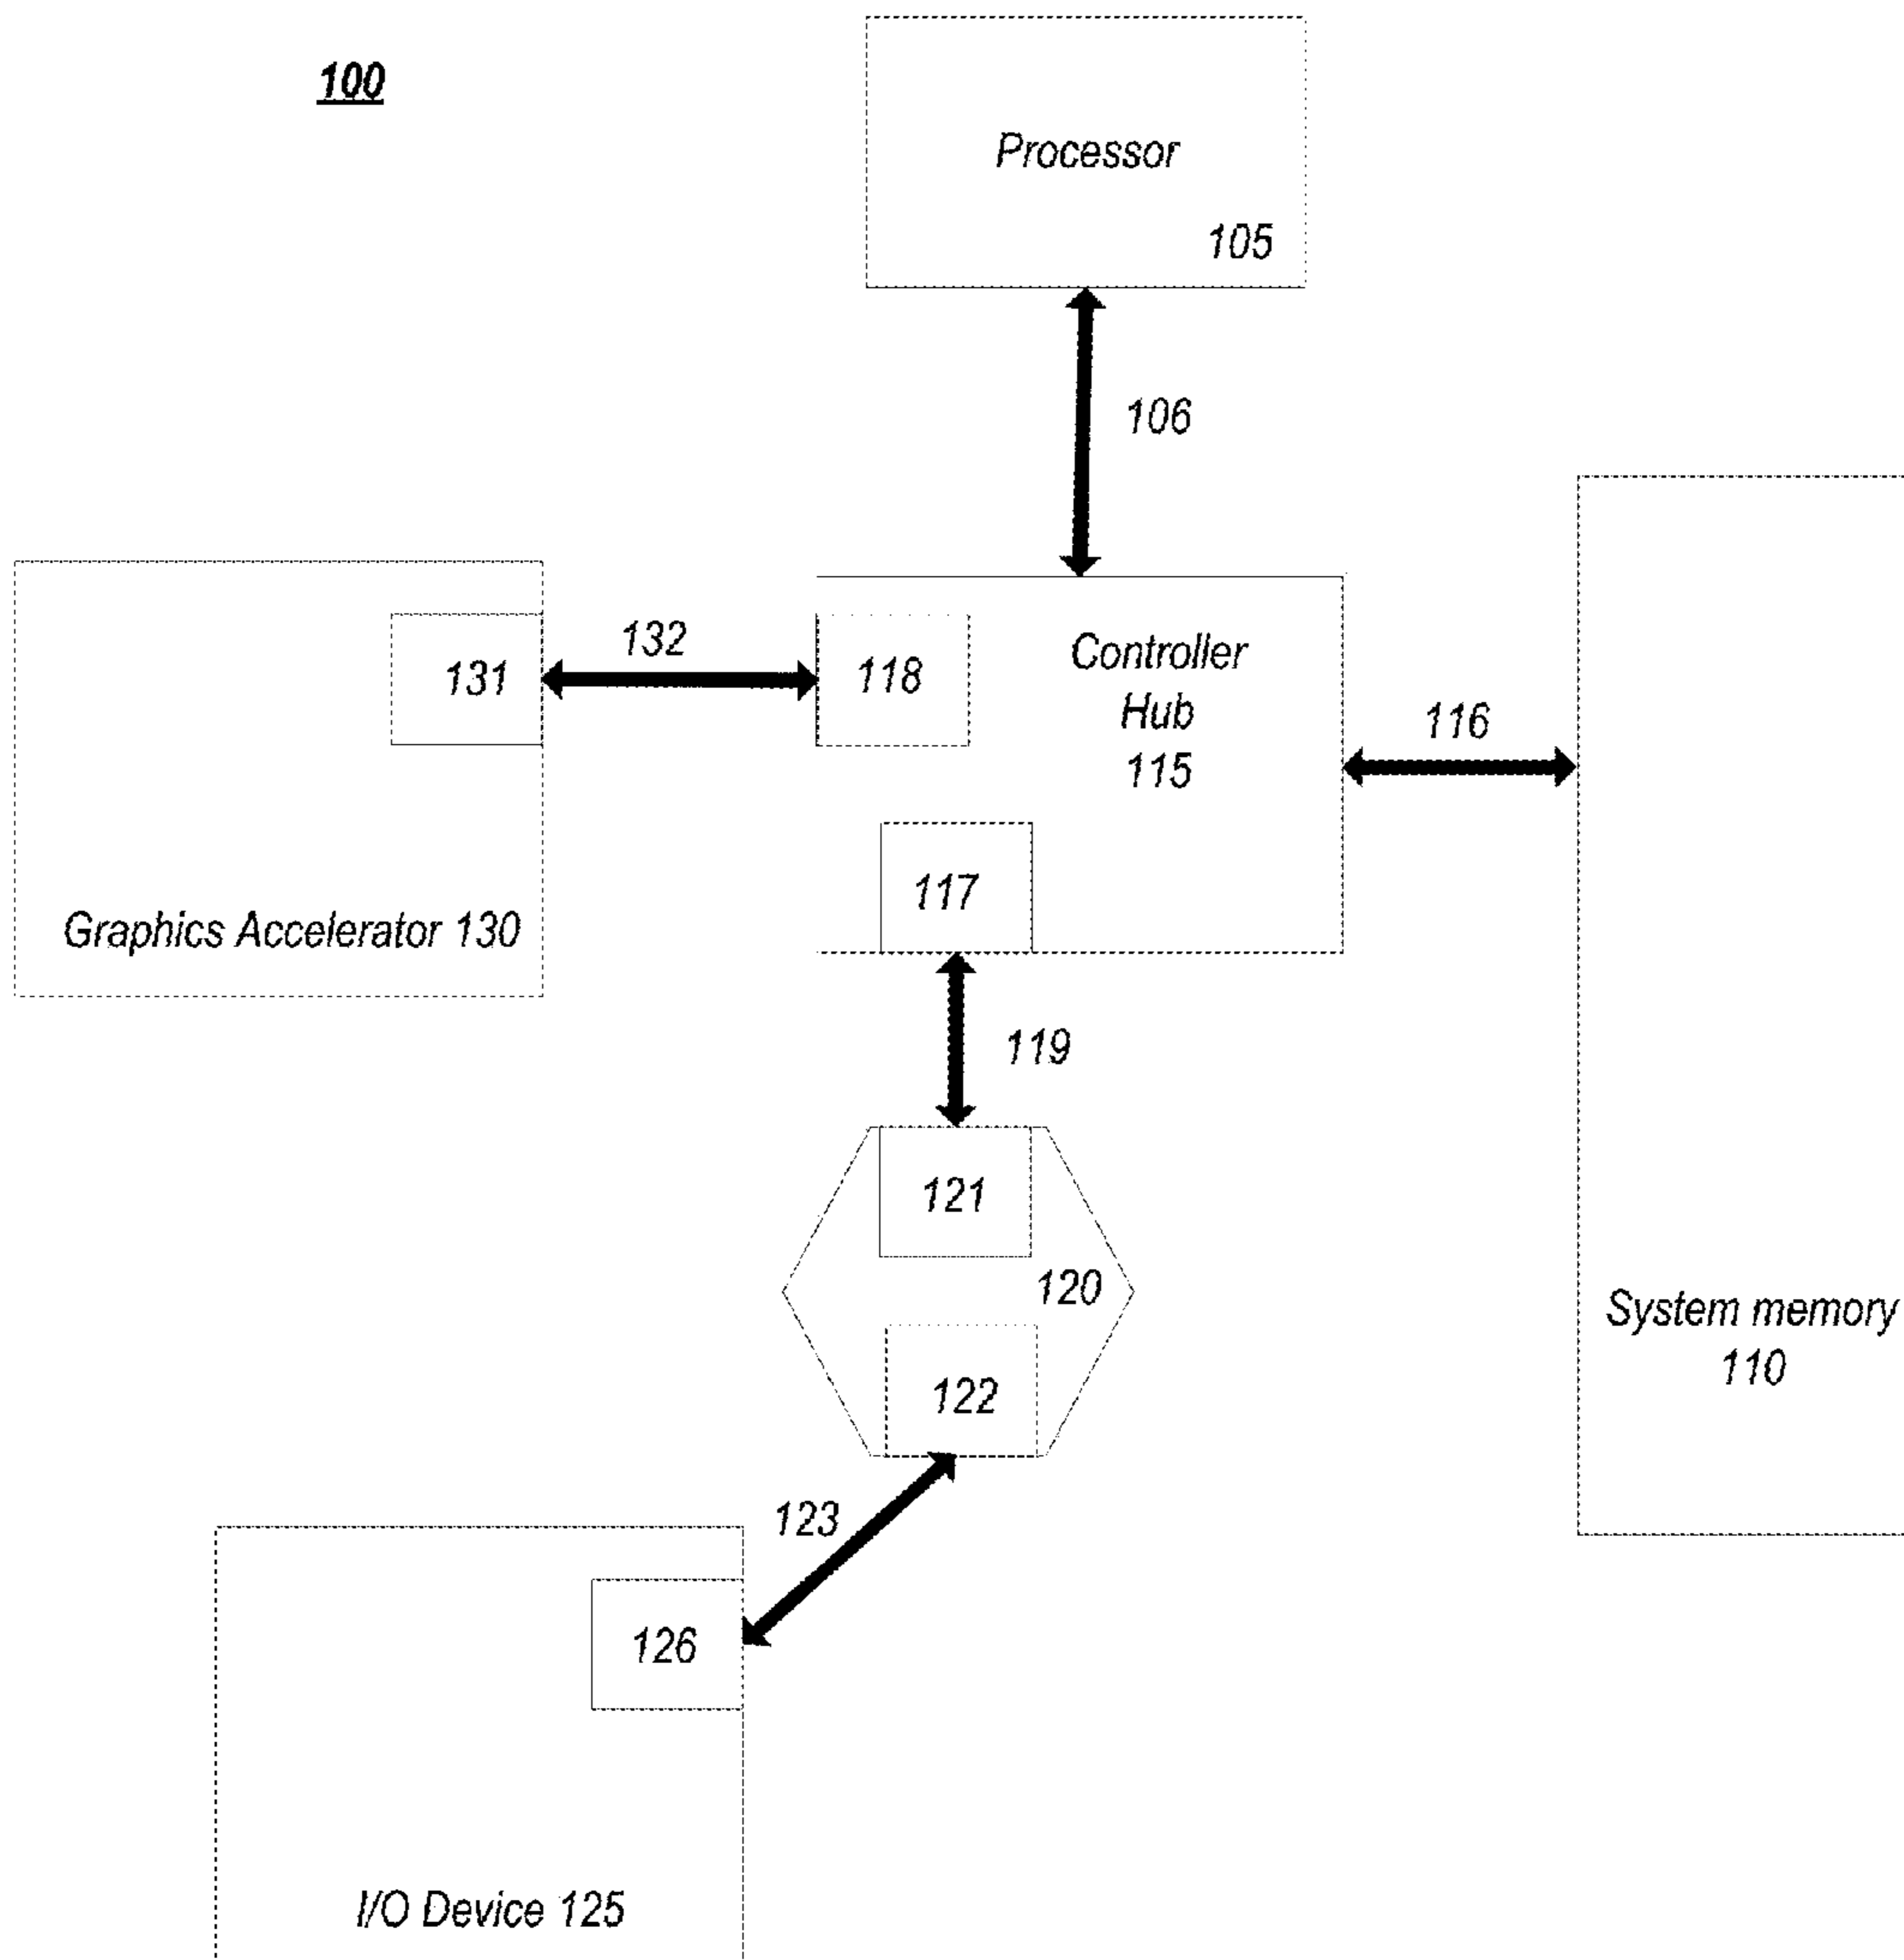 100
Processor
105
106
132
131
118
Controller
Hub
115
116
117
Graphics Accelerator 130
119
121
120
System memory
110
122
123
126
I/O Device 125